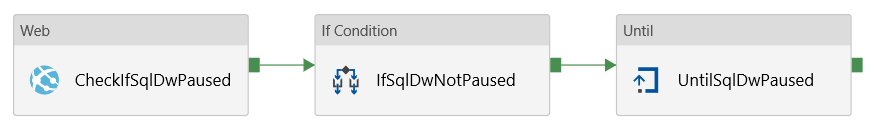 Web
CheckIfSqlDwPaused
If Condition
IfSqlDwNotPaused
Until
UntilSqlDwPaused